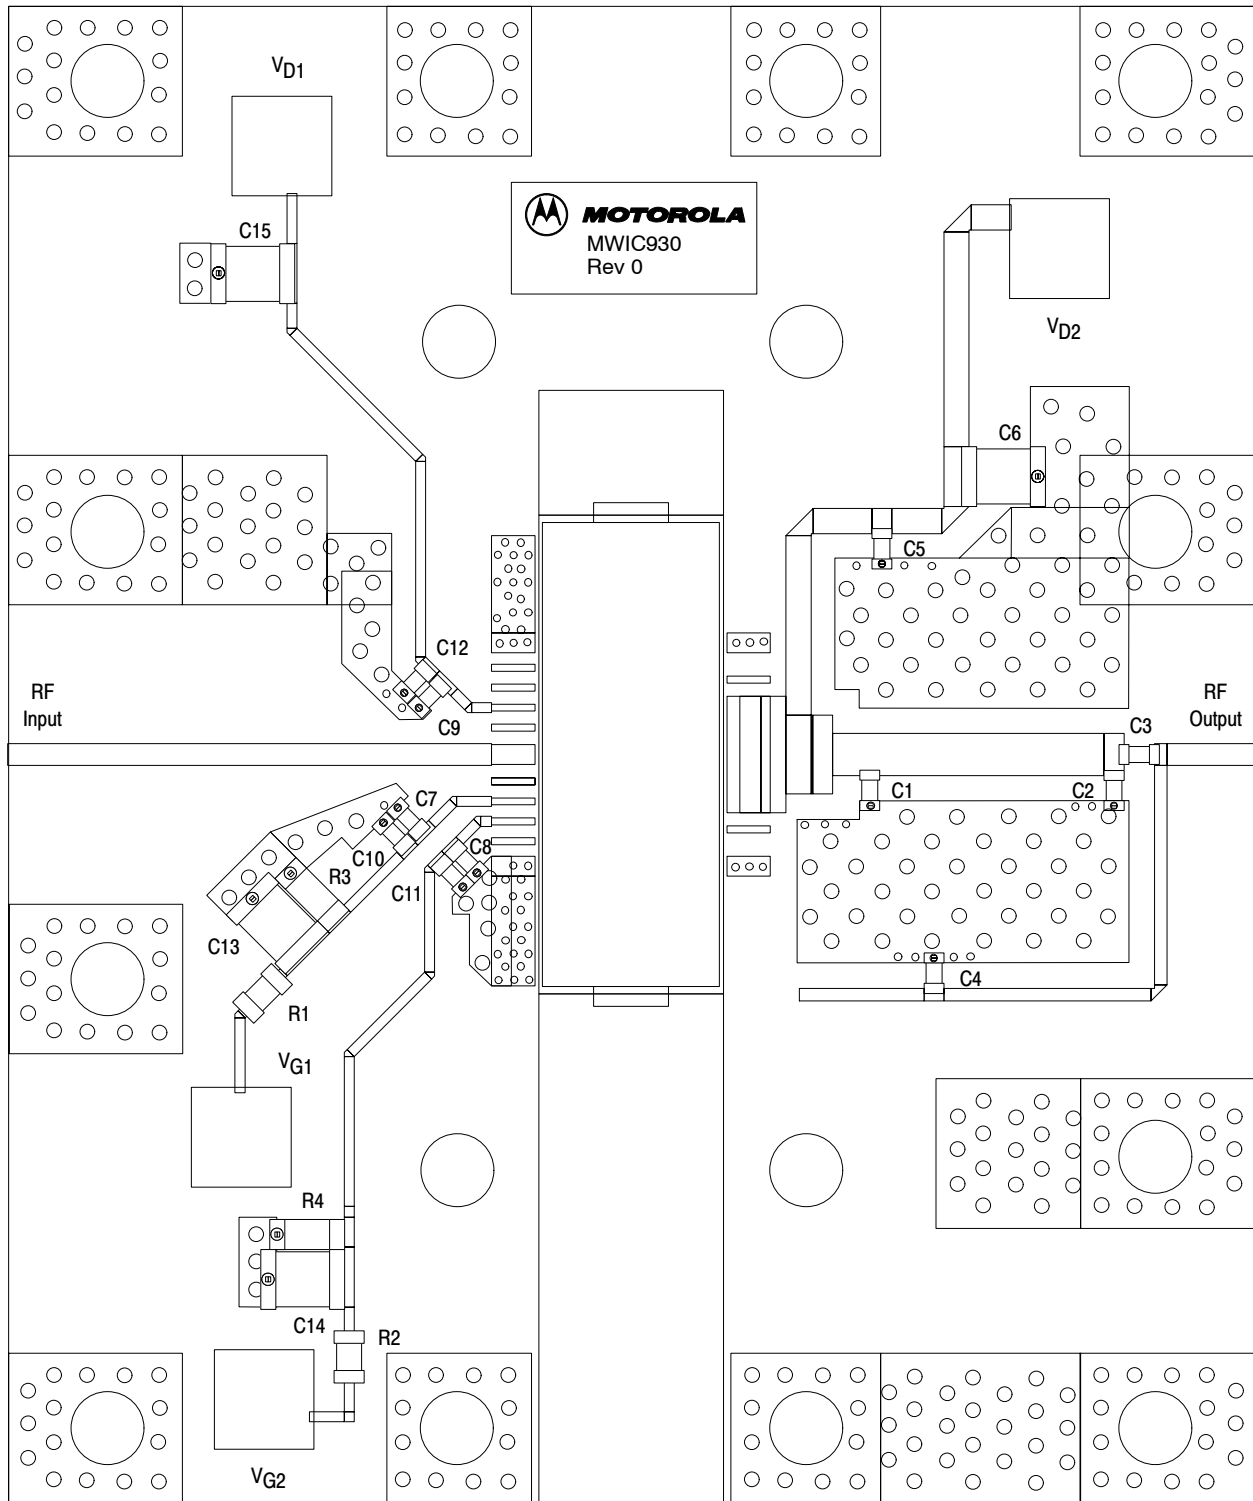 VD1
C15
MOTOROLA
MWIC930
Rev 0
VD2
C6
C5
C12
RF
Input
C9
RF
Output
C3
C7
C1
C2
C10
C8
R3
C11
C13
C4
R1
VG1
R4
C14
R2
VG2